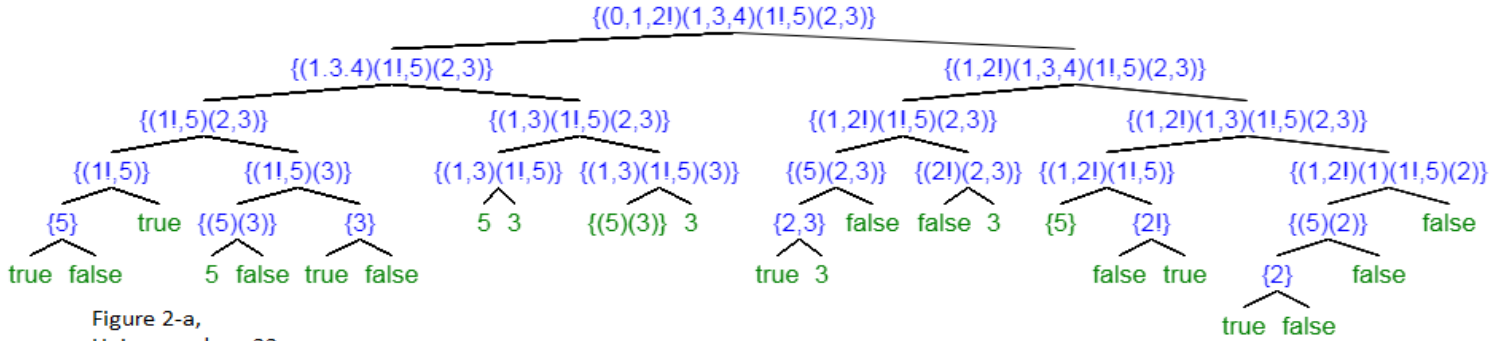 {(0,1,2!)(1,3,4)(1!,5)(2,3)}
{(1.3.4)(1!,5)(2,3)} {(1,2!)(1,3,4)(1!,5)(2,3)}
{(1!,5)(2,3)} {(1,3)(1!,5)(2,3)} {(1,2!)(1!,5)(2,3)} {(1,2!)(1,3)(1!,5)(2,3)}
{(1!,5)} {(1!,5)(3)} {(1,3)(1!,5)} {(1,3)(1!,5)(3)} {(5)(2,3)} {(2!)(2,3)} {(1,2!)(1!,5)} {(1,2!)(1)(1!,5)(2)}
{5} true {(5)(3)} {3} 5 3 {(5)(3)} 3 {2,3} false false 3 {5} {2!} {(5)(2)} false
true false 5 false true false true 3 false true {2} false
true false
Figure 2-a,